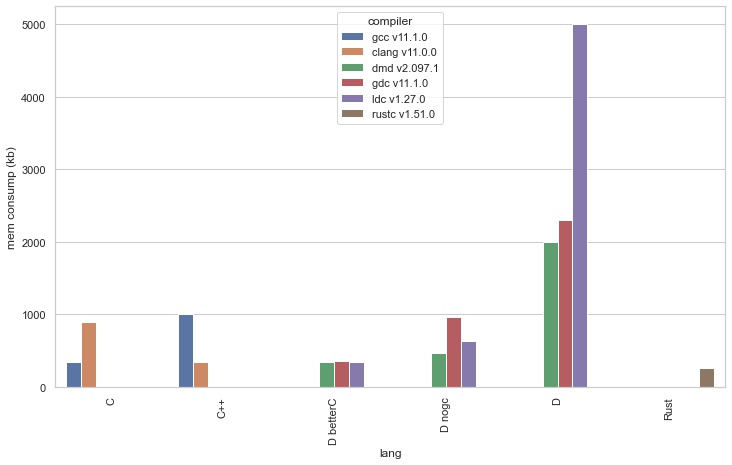 compiler
gcc v11.1.0
clang v11.0.0
dmd v2.097.1
gdc v11.1.0
ldc v1.27.0
rustc v1.51.0
mem consump (kb)
5000
4000
3000
2000
1000
0
C
C++
D betterC
D nogc
D
Rust
lang